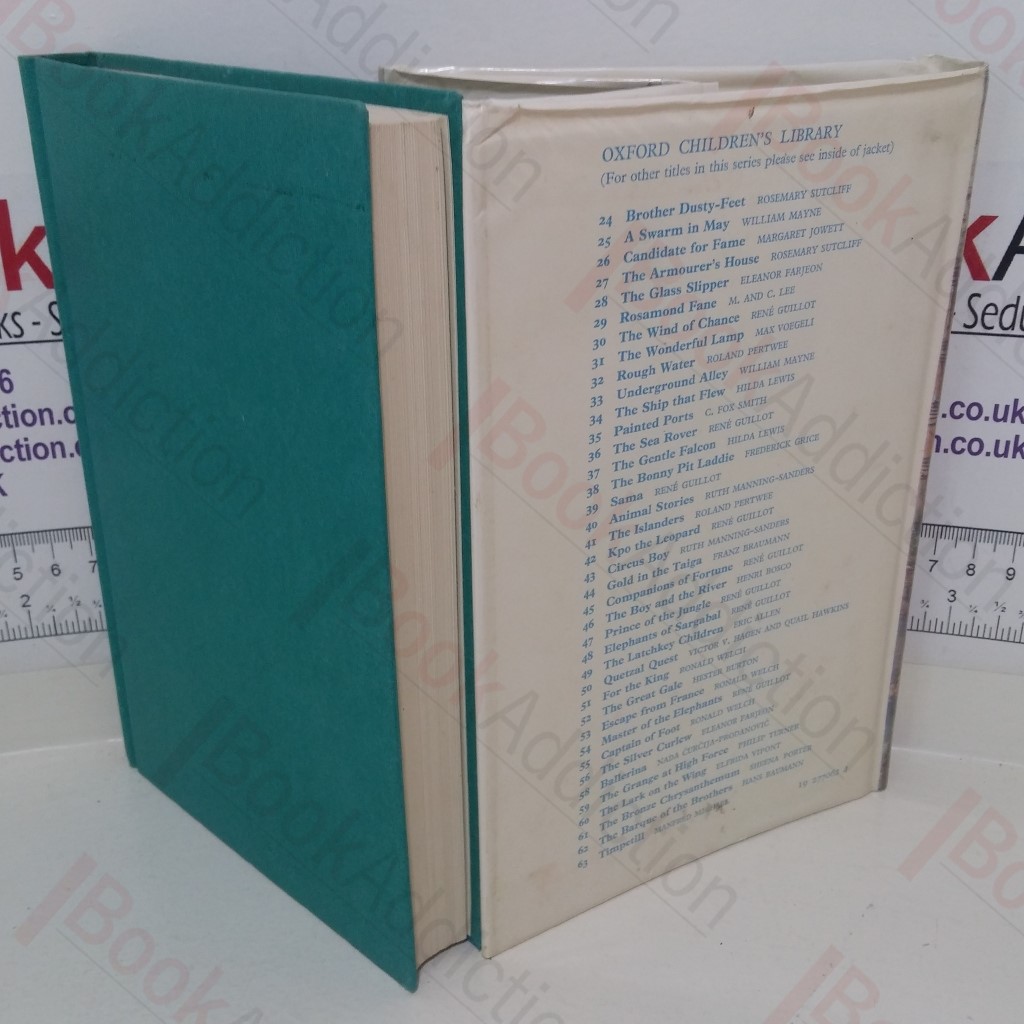 OXFORD CHILDREN'S LIBRARY
(For other titles in this series please see inside of jacket)
24 Brother Dusty-Feet ROSEMARY SUTCLIFF
25 A Swarm in May WILLIAM MAYNE
26 Candidate for Fame MARGARET JOWETT
27 The Armourer's House ROSEMARY SUTCLIFF
28 The Glass Slipper ELEANOR FARJEON
29 Rosamond Fane M. AND C. LEE
30 The Wind of Chance RENÉ GUILLOT
31 The Wonderful Lamp MAX VOEGELI
32 Rough Water ROLAND PERTWEE
33 Underground Alley WILLIAM MAYNE
34 The Ship that Flew HILDA LEWIS
35 Painted Ports C. FOX-SMITH
36 The Sea Rover RENÉ GUILLOT
37 The Gentle Falcon HILDA LEWIS
38 The Bonny Pit Laddie FREDERICK GRICE
39 Sama RENÉ GUILLOT
40 Animal Stories RUTH MANNING-SANDERS
41 The Islanders ROLAND PERTWEE
42 Kpo the Leopard RENÉ GUILLOT
43 Circus Boy RUTH MANNING-SANDERS
44 Gold in the Taiga FRANZ BRAUMANN
45 Companions of Fortune RENÉ GUILLOT
46 The Boy and the River HENRI BOSCO
47 Prince of the Jungle RENÉ GUILLOT
48 Elephants of Sargabal RENÉ GUILLOT
49 The Latchkey Children ERIC ALLEN
50 Quetzal Quest VICTOR V. HAGEN AND QUAIL HAWKINS
51 For the King RONALD WELCH
52 The Great Gale HESTER BURTON
53 Escape from France RONALD WELCH
54 Master of the Elephants RENÉ GUILLOT
55 Captain of Foot RONALD WELCH
56 The Silver Curlew ELEANOR FARJEON
58 Ballerina NADA ĆURČIJA-PRODANOVIĆ
59 The Grange at High Force PHILIP TURNER
60 The Lark on the Wing ELFRIDA VIPONT
61 The Bronze Chrysanthemum SHEENA PORTER
62 The Barque of the Brothers HANS BAUMANN
63 Timpetill MANFRED